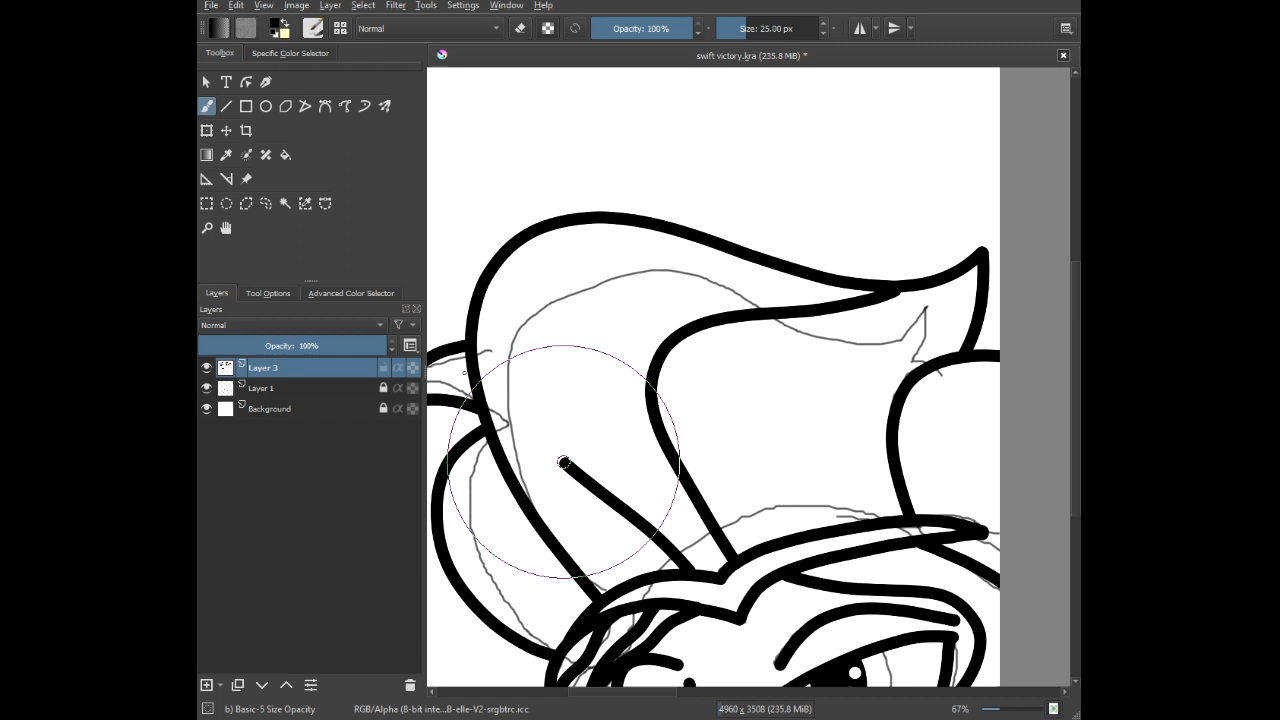 File Edit View Image Layer Select Filter Tools Settings Window Help
Normal Opacity: 100% Size: 25.00 px
Toolbox Specific Color Selector
swift victory.kra (235.8 MiB) *
Layers Tool Options Advanced Color Selector
Layers
Normal
Opacity: 100%
Layer 3
Layer 1
Background
b) Basic-5 Size Opacity RGB/Alpha (8-bit inte...B-elle-V2-srgbtrc.icc 4960 x 3508 (235.8 MiB) 67%